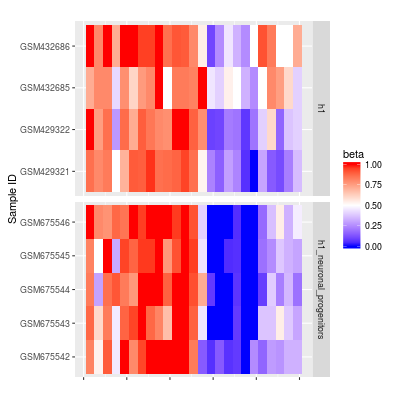 Sample ID
GSM432686
GSM432685
GSM429322
GSM429321
h1
GSM675546
GSM675545
GSM675544
GSM675543
GSM675542
h1_neuronal_progenitors
beta
1.00
0.75
0.50
0.25
0.00